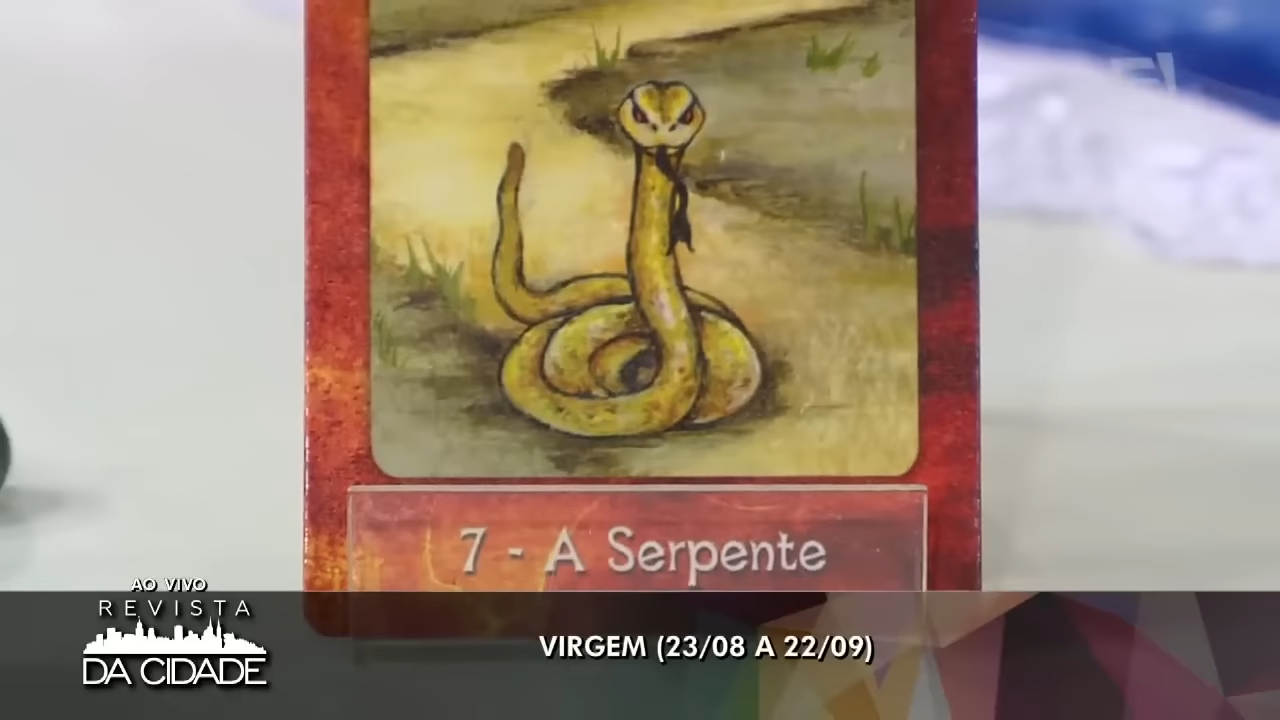 7 - A Serpente
AO VIVO
REVISTA
DA CIDADE
VIRGEM (23/08 A 22/09)